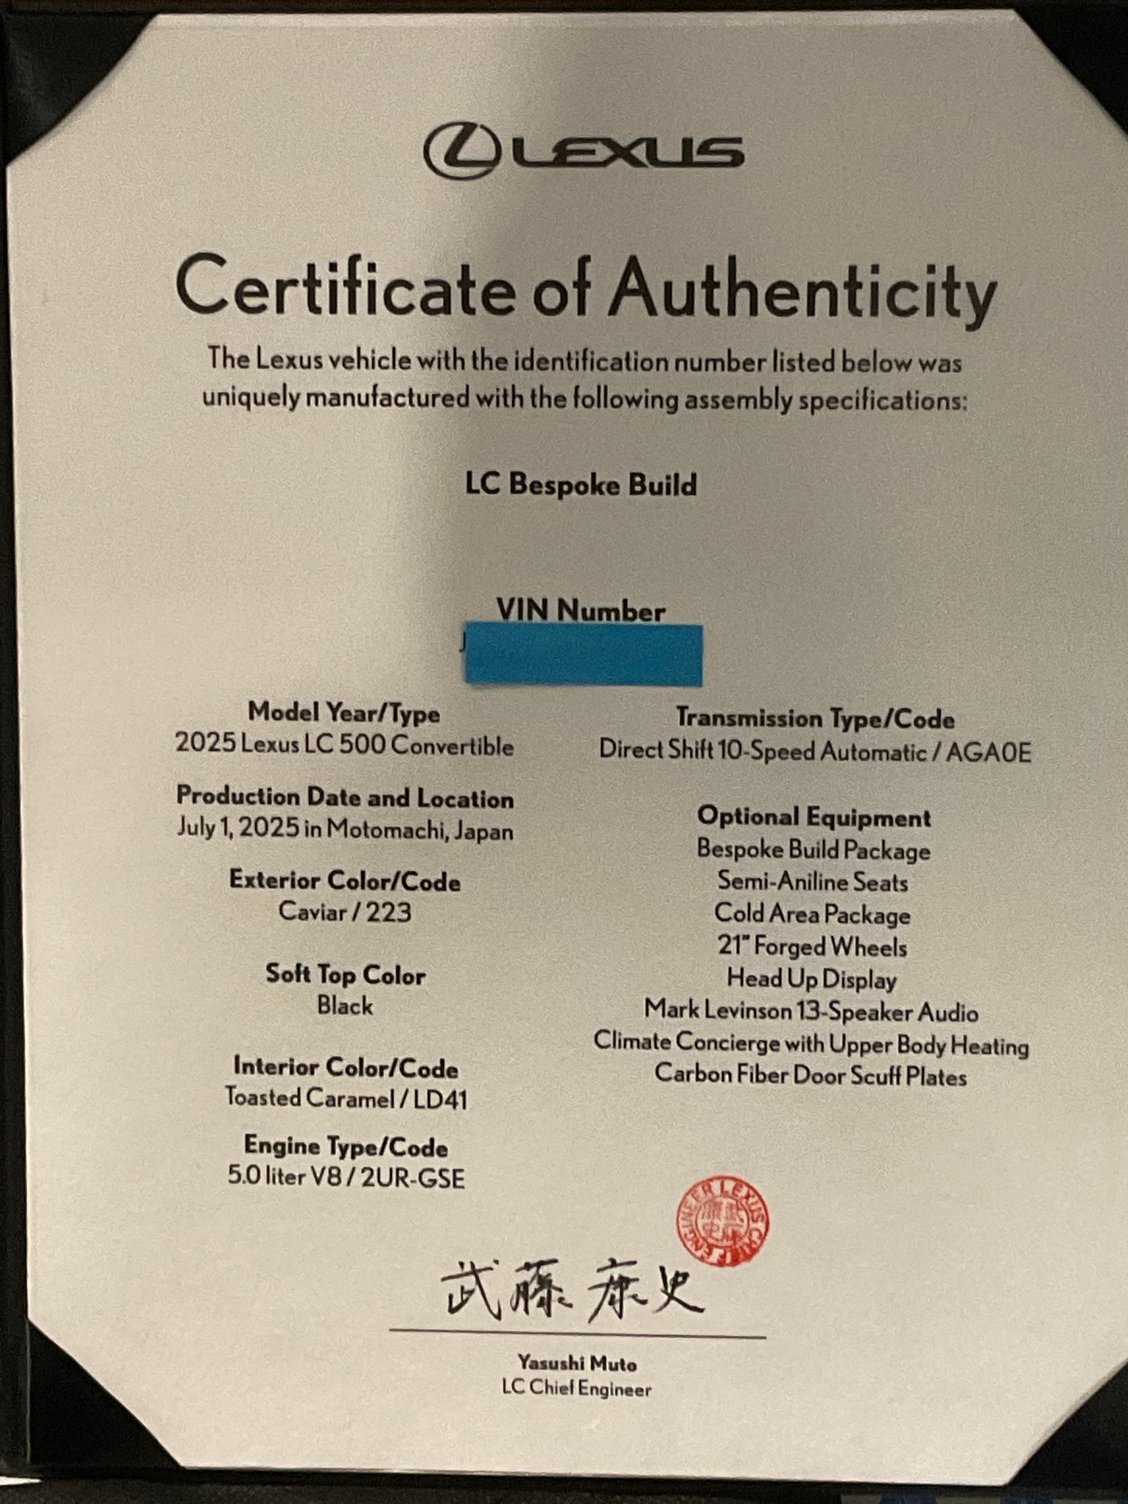 LEXUS
Certificate of Authenticity
The Lexus vehicle with the identification number listed below was
uniquely manufactured with the following assembly specifications:
LC Bespoke Build
VIN Number
J
Model Year/Type
2025 Lexus LC 500 Convertible
Production Date and Location
July 1, 2025 in Motomachi, Japan
Exterior Color/Code
Caviar / 223
Soft Top Color
Black
Interior Color/Code
Toasted Caramel / LD41
Engine Type/Code
5.0 liter V8 / 2UR-GSE
Transmission Type/Code
Direct Shift 10-Speed Automatic / AGA0E
Optional Equipment
Bespoke Build Package
Semi-Aniline Seats
Cold Area Package
21" Forged Wheels
Head Up Display
Mark Levinson 13-Speaker Audio
Climate Concierge with Upper Body Heating
Carbon Fiber Door Scuff Plates
LEXUS CHIEF ENGINEER
武藤 康史
Yasushi Muto
LC Chief Engineer